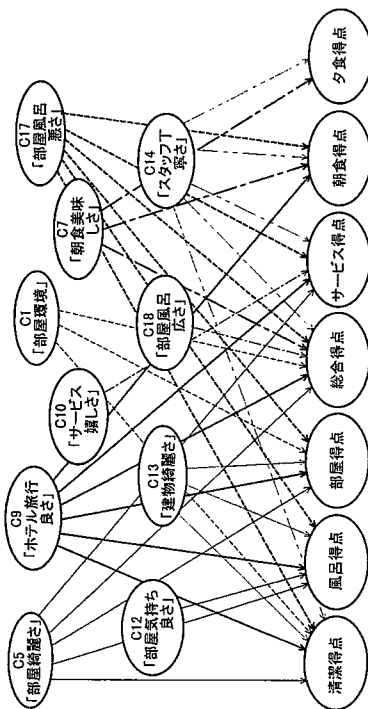 C5
「部屋綺麗さ」
C9
「ホテル旅行
良さ」
C1
「部屋環境」
C17
「部屋風呂
悪さ」
C10
「サービス
嬉しさ」
C7
「朝食美味
しさ」
C12
「部屋気持ち
良さ」
C13
「建物綺麗さ」
C18
「部屋風呂
広さ」
C14
「スタッフ丁
寧さ」
清潔得点
風呂得点
部屋得点
総合得点
サービス得点
朝食得点
夕食得点